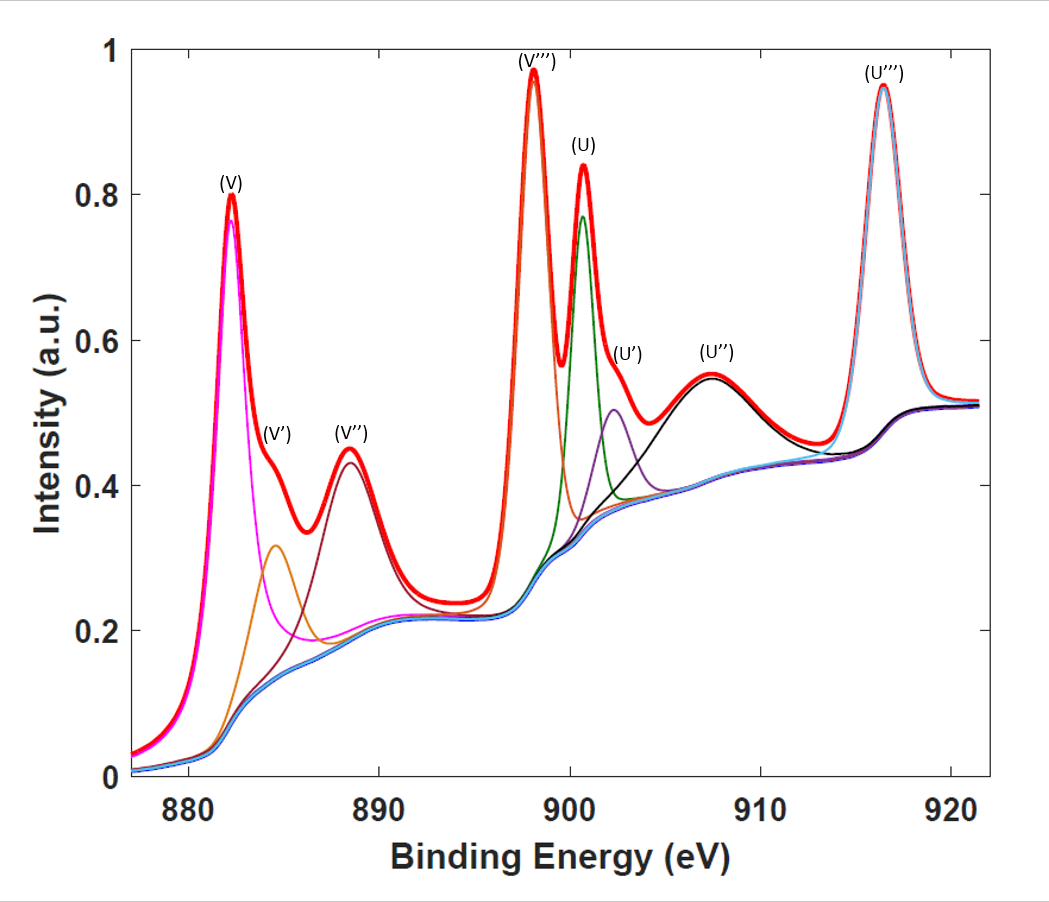 (V''')
1
(U''')
(U)
0.8
(V)
0.6
(U')
(U'')
(V')
(V'')
0.4
0.2
0
Intensity (a.u.)
880
890
900
910
920
Binding Energy (eV)